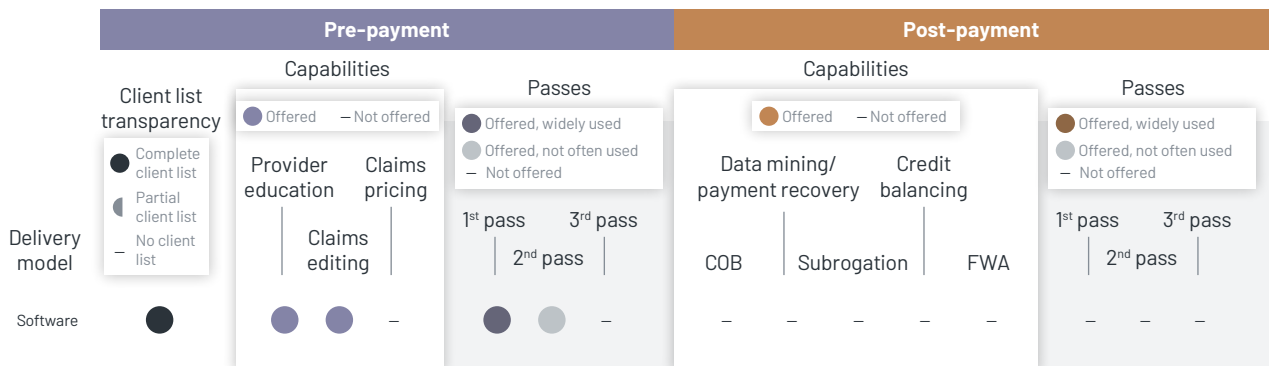 Pre-payment
Post-payment
Capabilities
Capabilities
Client list
transparency
Passes
Passes
Complete
client list
Partial
client list
– No client
list
Offered – Not offered
Offered, widely used
Offered, not often used
– Not offered
Offered – Not offered
Offered, widely used
Offered, not often used
– Not offered
Delivery
model
Provider
education
Claims
editing
Claims
pricing
1st pass
2nd pass
3rd pass
COB
Data mining/
payment recovery
Subrogation
Credit
balancing
FWA
1st pass
2nd pass
3rd pass
Software – – – – – – – – – –